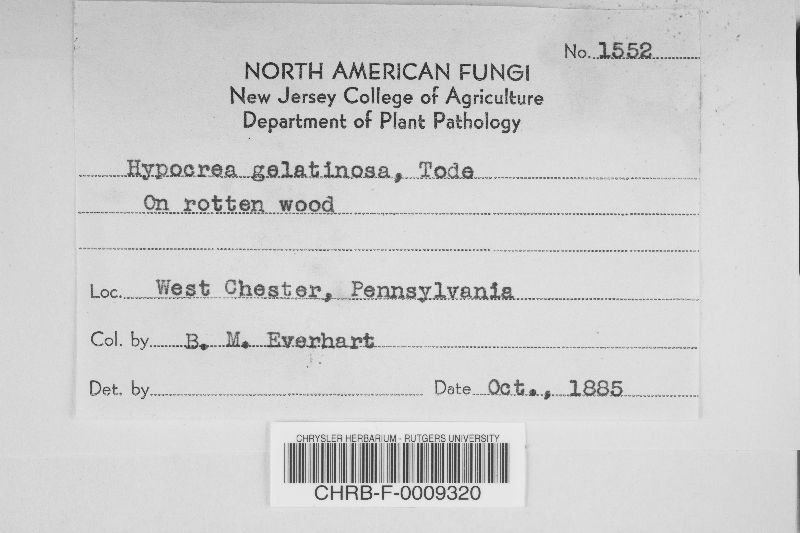 No. 1552
NORTH AMERICAN FUNGI
New Jersey College of Agriculture
Department of Plant Pathology
Hypocrea gelatinosa, Tode
On rotten wood
Loc. West Chester, Pennsylvania
Col. by B. M. Everhart
Det. by Date Oct., 1885
CHRYSLER HERBARIUM - RUTGERS UNIVERSITY
CHRB-F-0009320